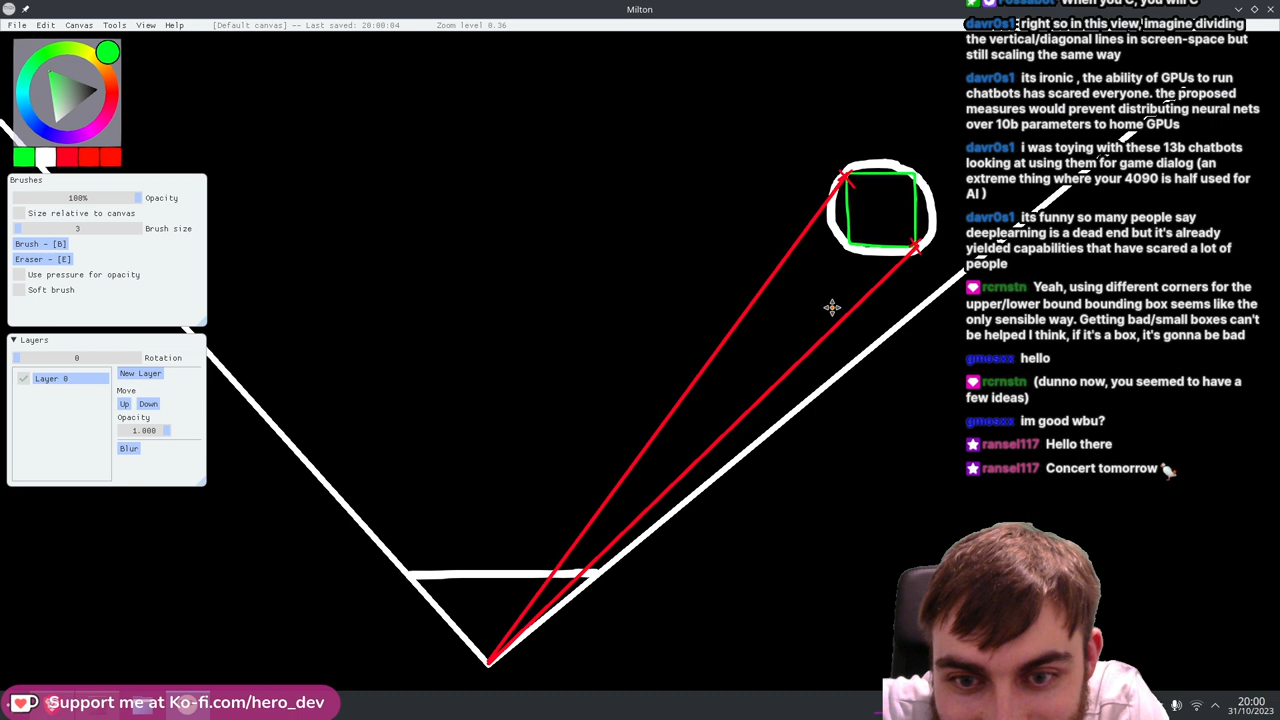 Milton
File Edit Canvas Tools View Help [Default canvas] -- Last saved: 20:00:04 Zoom level 0.36
Brushes
100% Opacity
Size relative to canvas
3 Brush size
Brush - [B]
Eraser - [E]
Use pressure for opacity
Soft brush
Layers
0 Rotation
Layer 0
New Layer
Move
Up Down
Opacity
1.000
Blur
davr0s1 right so in this view, imagine dividing
the vertical/diagonal lines in screen-space but
still scaling the same way
davr0s1 its ironic , the ability of GPUs to run
chatbots has scared everyone. the proposed
measures would prevent distributing neural nets
over 10b parameters to home GPUs
davr0s1 i was toying with these 13b chatbots
looking at using them for game dialog (an
extreme thing where your 4090 is half used for
AI )
davr0s1 its funny so many people say
deeplearning is a dead end but it's already
yielded capabilities that have scared a lot of
people
rcrnstn Yeah, using different corners for the
upper/lower bound bounding box seems like the
only sensible way. Getting bad/small boxes can't
be helped I think, if it's a box, it's gonna be bad
hello
rcrnstn (dunno now, you seemed to have a
few ideas)
im good wbu?
ransel117 Hello there
ransel117 Concert tomorrow
Support me at Ko-fi.com/hero_dev
20:00
31/10/2023